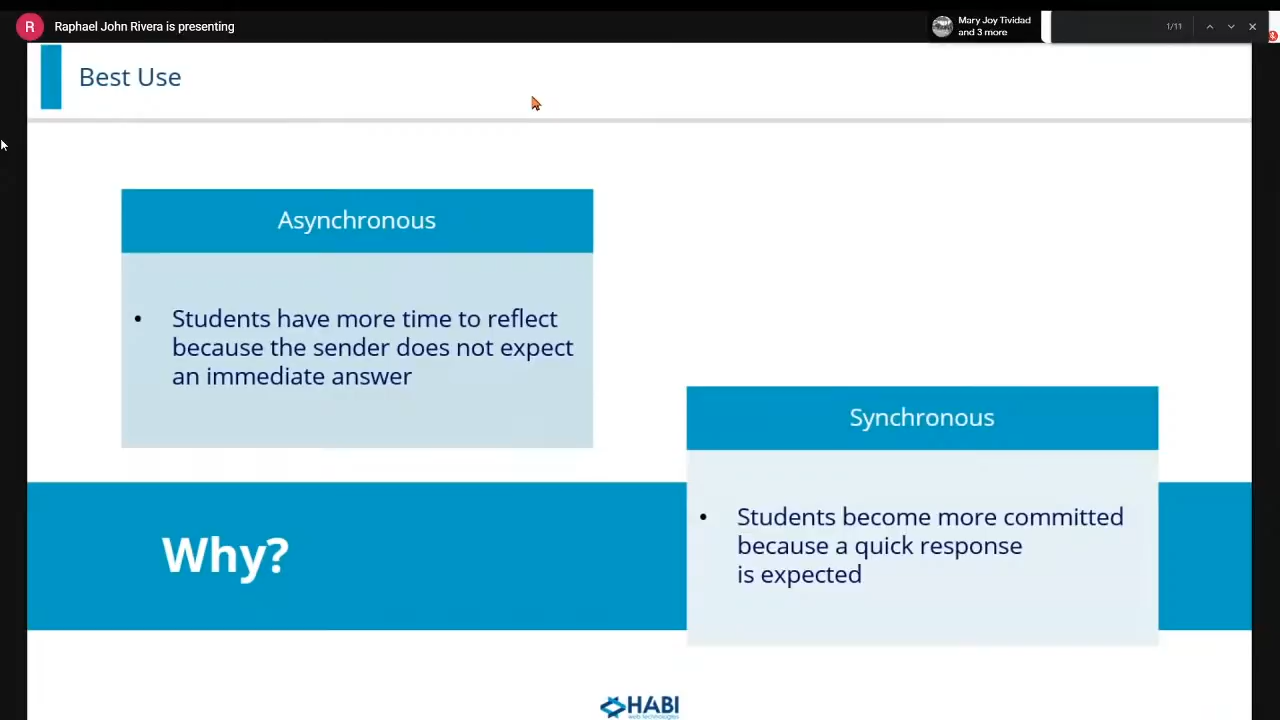 R
Raphael John Rivera is presenting
Mary Joy Tividad
and 3 more
1/11
Best Use
Asynchronous
• Students have more time to reflect
because the sender does not expect
an immediate answer
Synchronous
• Students become more committed
because a quick response
is expected
Why?
HABI
web technologies